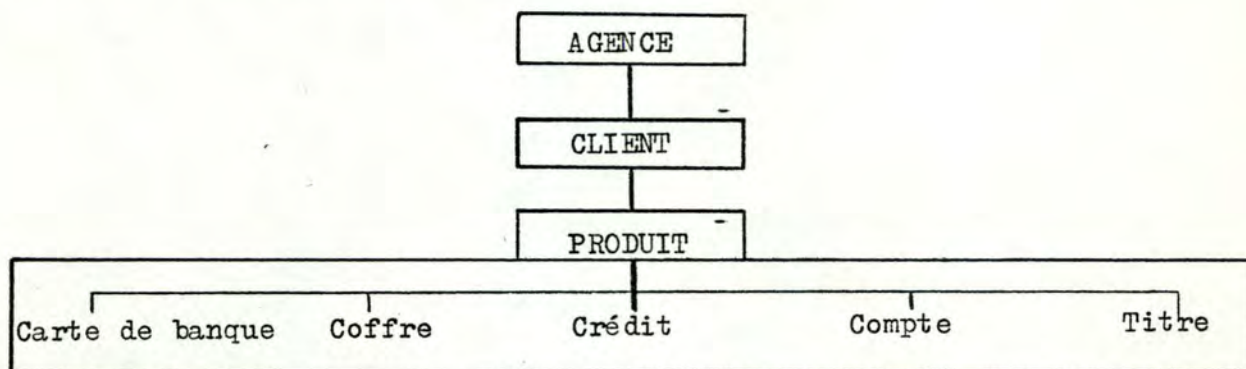 AGENCE
CLIENT
PRODUIT
Carte de banque Coffre Crédit Compte Titre